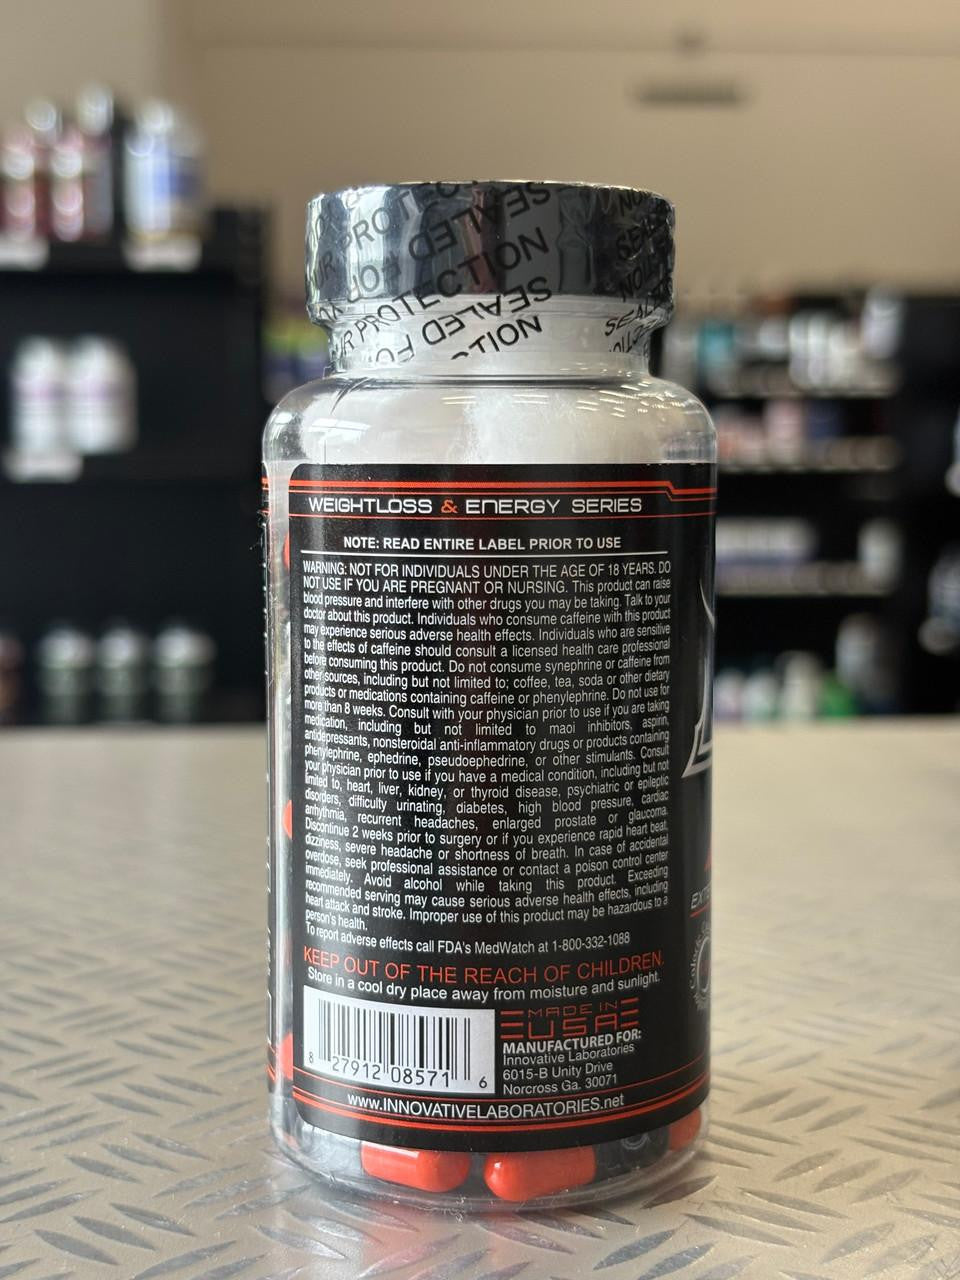 YOUR PROTECTION
SEALED FOR
YOUR PROTECTION
SEALED FOR
SEALED
WEIGHTLOSS & ENERGY SERIES
NOTE: READ ENTIRE LABEL PRIOR TO USE
WARNING: NOT FOR INDIVIDUALS UNDER THE AGE OF 18 YEARS. DO
NOT USE IF YOU ARE PREGNANT OR NURSING. This product can raise
blood pressure and interfere with other drugs you may be taking. Talk to your
doctor about this product. Individuals who consume caffeine with this product
may experience serious adverse health effects. Individuals who are sensitive
to the effects of caffeine should consult a licensed health care professional
before consuming this product. Do not consume synephrine or caffeine from
other sources, including but not limited to; coffee, tea, soda or other dietary
products or medications containing caffeine or phenylephrine. Do not use for
more than 8 weeks. Consult with your physician prior to use if you are taking
medication, including but not limited to maoi inhibitors, aspirin,
antidepressants, nonsteroidal anti-inflammatory drugs or products containing
phenylephrine, ephedrine, pseudoephedrine, or other stimulants. Consult
your physician prior to use if you have a medical condition, including but not
limited to, heart, liver, kidney, or thyroid disease, psychiatric or epileptic
disorders, difficulty urinating, diabetes, high blood pressure, cardiac
arrhythmia, recurrent headaches, enlarged prostate or glaucoma.
Discontinue 2 weeks prior to surgery or if you experience rapid heart beat,
dizziness, severe headache or shortness of breath. In case of accidental
overdose, seek professional assistance or contact a poison control center
immediately. Avoid alcohol while taking this product. Exceeding
recommended serving may cause serious adverse health effects, including
heart attack and stroke. Improper use of this product may be hazardous to a
person's health.
To report adverse effects call FDA's MedWatch at 1-800-332-1088
KEEP OUT OF THE REACH OF CHILDREN.
Store in a cool dry place away from moisture and sunlight.
8 27912 08571 6
MADE IN
USA
MANUFACTURED FOR:
Innovative Laboratories
6015-B Unity Drive
Norcross Ga. 30071
www.INNOVATIVELABORATORIES.net